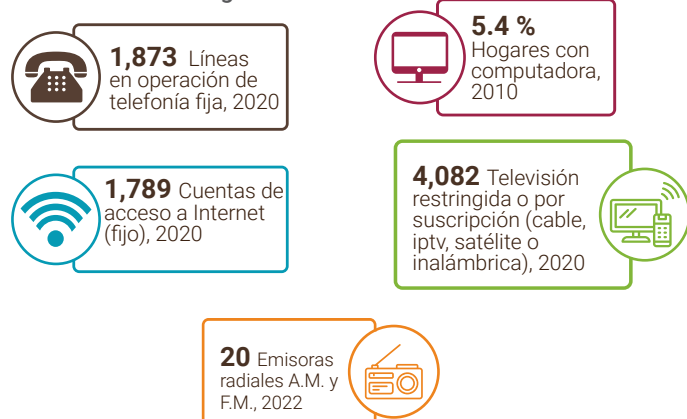 1,873 Líneas
en operación de
telefonía fija, 2020
5.4 %
Hogares con
computadora,
2010
1,789 Cuentas de
acceso a Internet
(fijo), 2020
4,082 Televisión
restringida o por
suscripción (cable,
iptv, satélite o
inalámbrica), 2020
20 Emisoras
radiales A.M. y
F.M., 2022